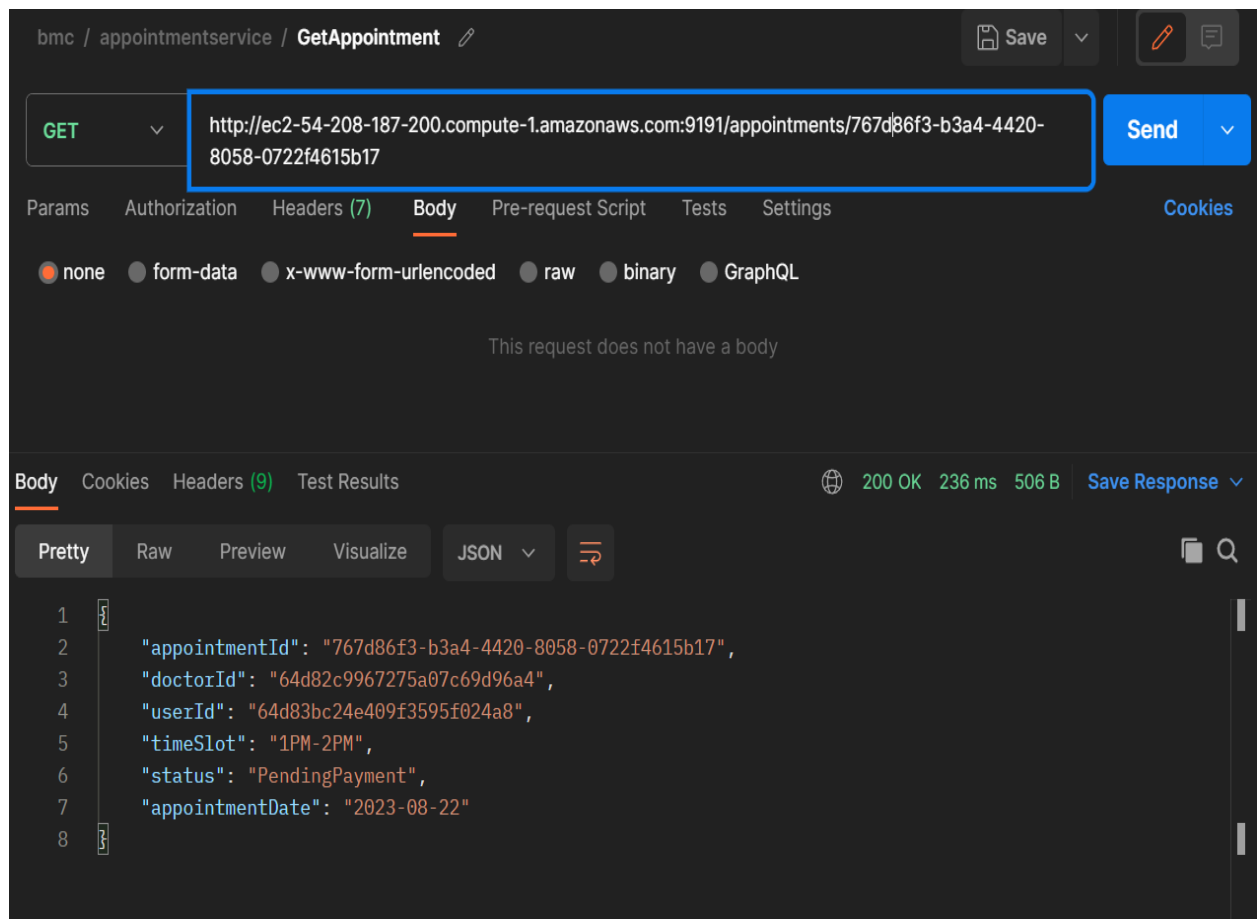 bmc / appointmentservice / GetAppointment
Save
GET
http://ec2-54-208-187-200.compute-1.amazonaws.com:9191/appointments/767d86f3-b3a4-4420-
8058-0722f4615b17
Send
Params Authorization Headers (7) Body Pre-request Script Tests Settings Cookies
none form-data x-www-form-urlencoded raw binary GraphQL
This request does not have a body
Body Cookies Headers (9) Test Results 200 OK 236 ms 506 B Save Response
Pretty Raw Preview Visualize JSON
1 {
2 "appointmentId": "767d86f3-b3a4-4420-8058-0722f4615b17",
3 "doctorId": "64d82c9967275a07c69d96a4",
4 "userId": "64d83bc24e409f3595f024a8",
5 "timeSlot": "1PM-2PM",
6 "status": "PendingPayment",
7 "appointmentDate": "2023-08-22"
8 }